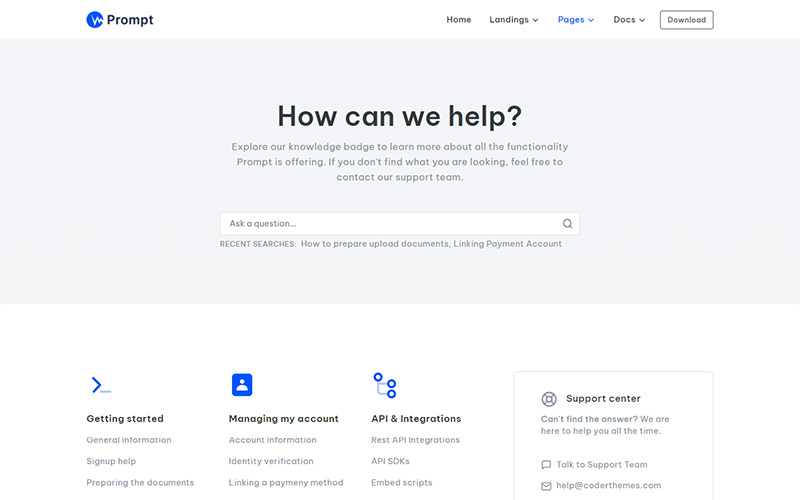 Prompt
Home Landings Pages Docs Download
How can we help?
Explore our knowledge badge to learn more about all the functionality
Prompt is offering. If you don't find what you are looking, feel free to
contact our support team.
Ask a question...
RECENT SEARCHES: How to prepare upload documents, Linking Payment Account
Getting started
General information
Signup help
Preparing the documents
Managing my account
Account information
Identity verification
Linking a paymeny method
API & Integrations
Rest API Integrations
API SDKs
Embed scripts
Support center
Can't find the answer? We are
here to help you all the time.
Talk to Support Team
help@coderthemes.com